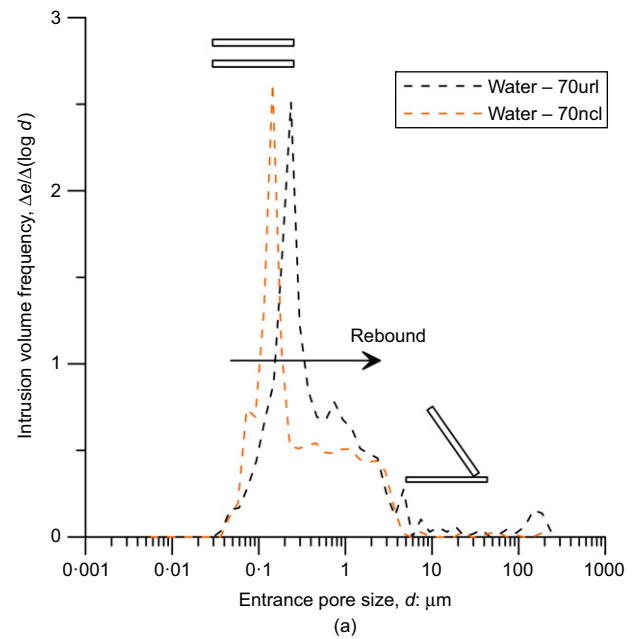 3
2
1
0
Intrusion volume frequency, Δe/Δ(log d)
Water – 70url
Water – 70ncl
Rebound
0·001 0·01 0·1 1 10 100 1000
Entrance pore size, d: μm
(a)